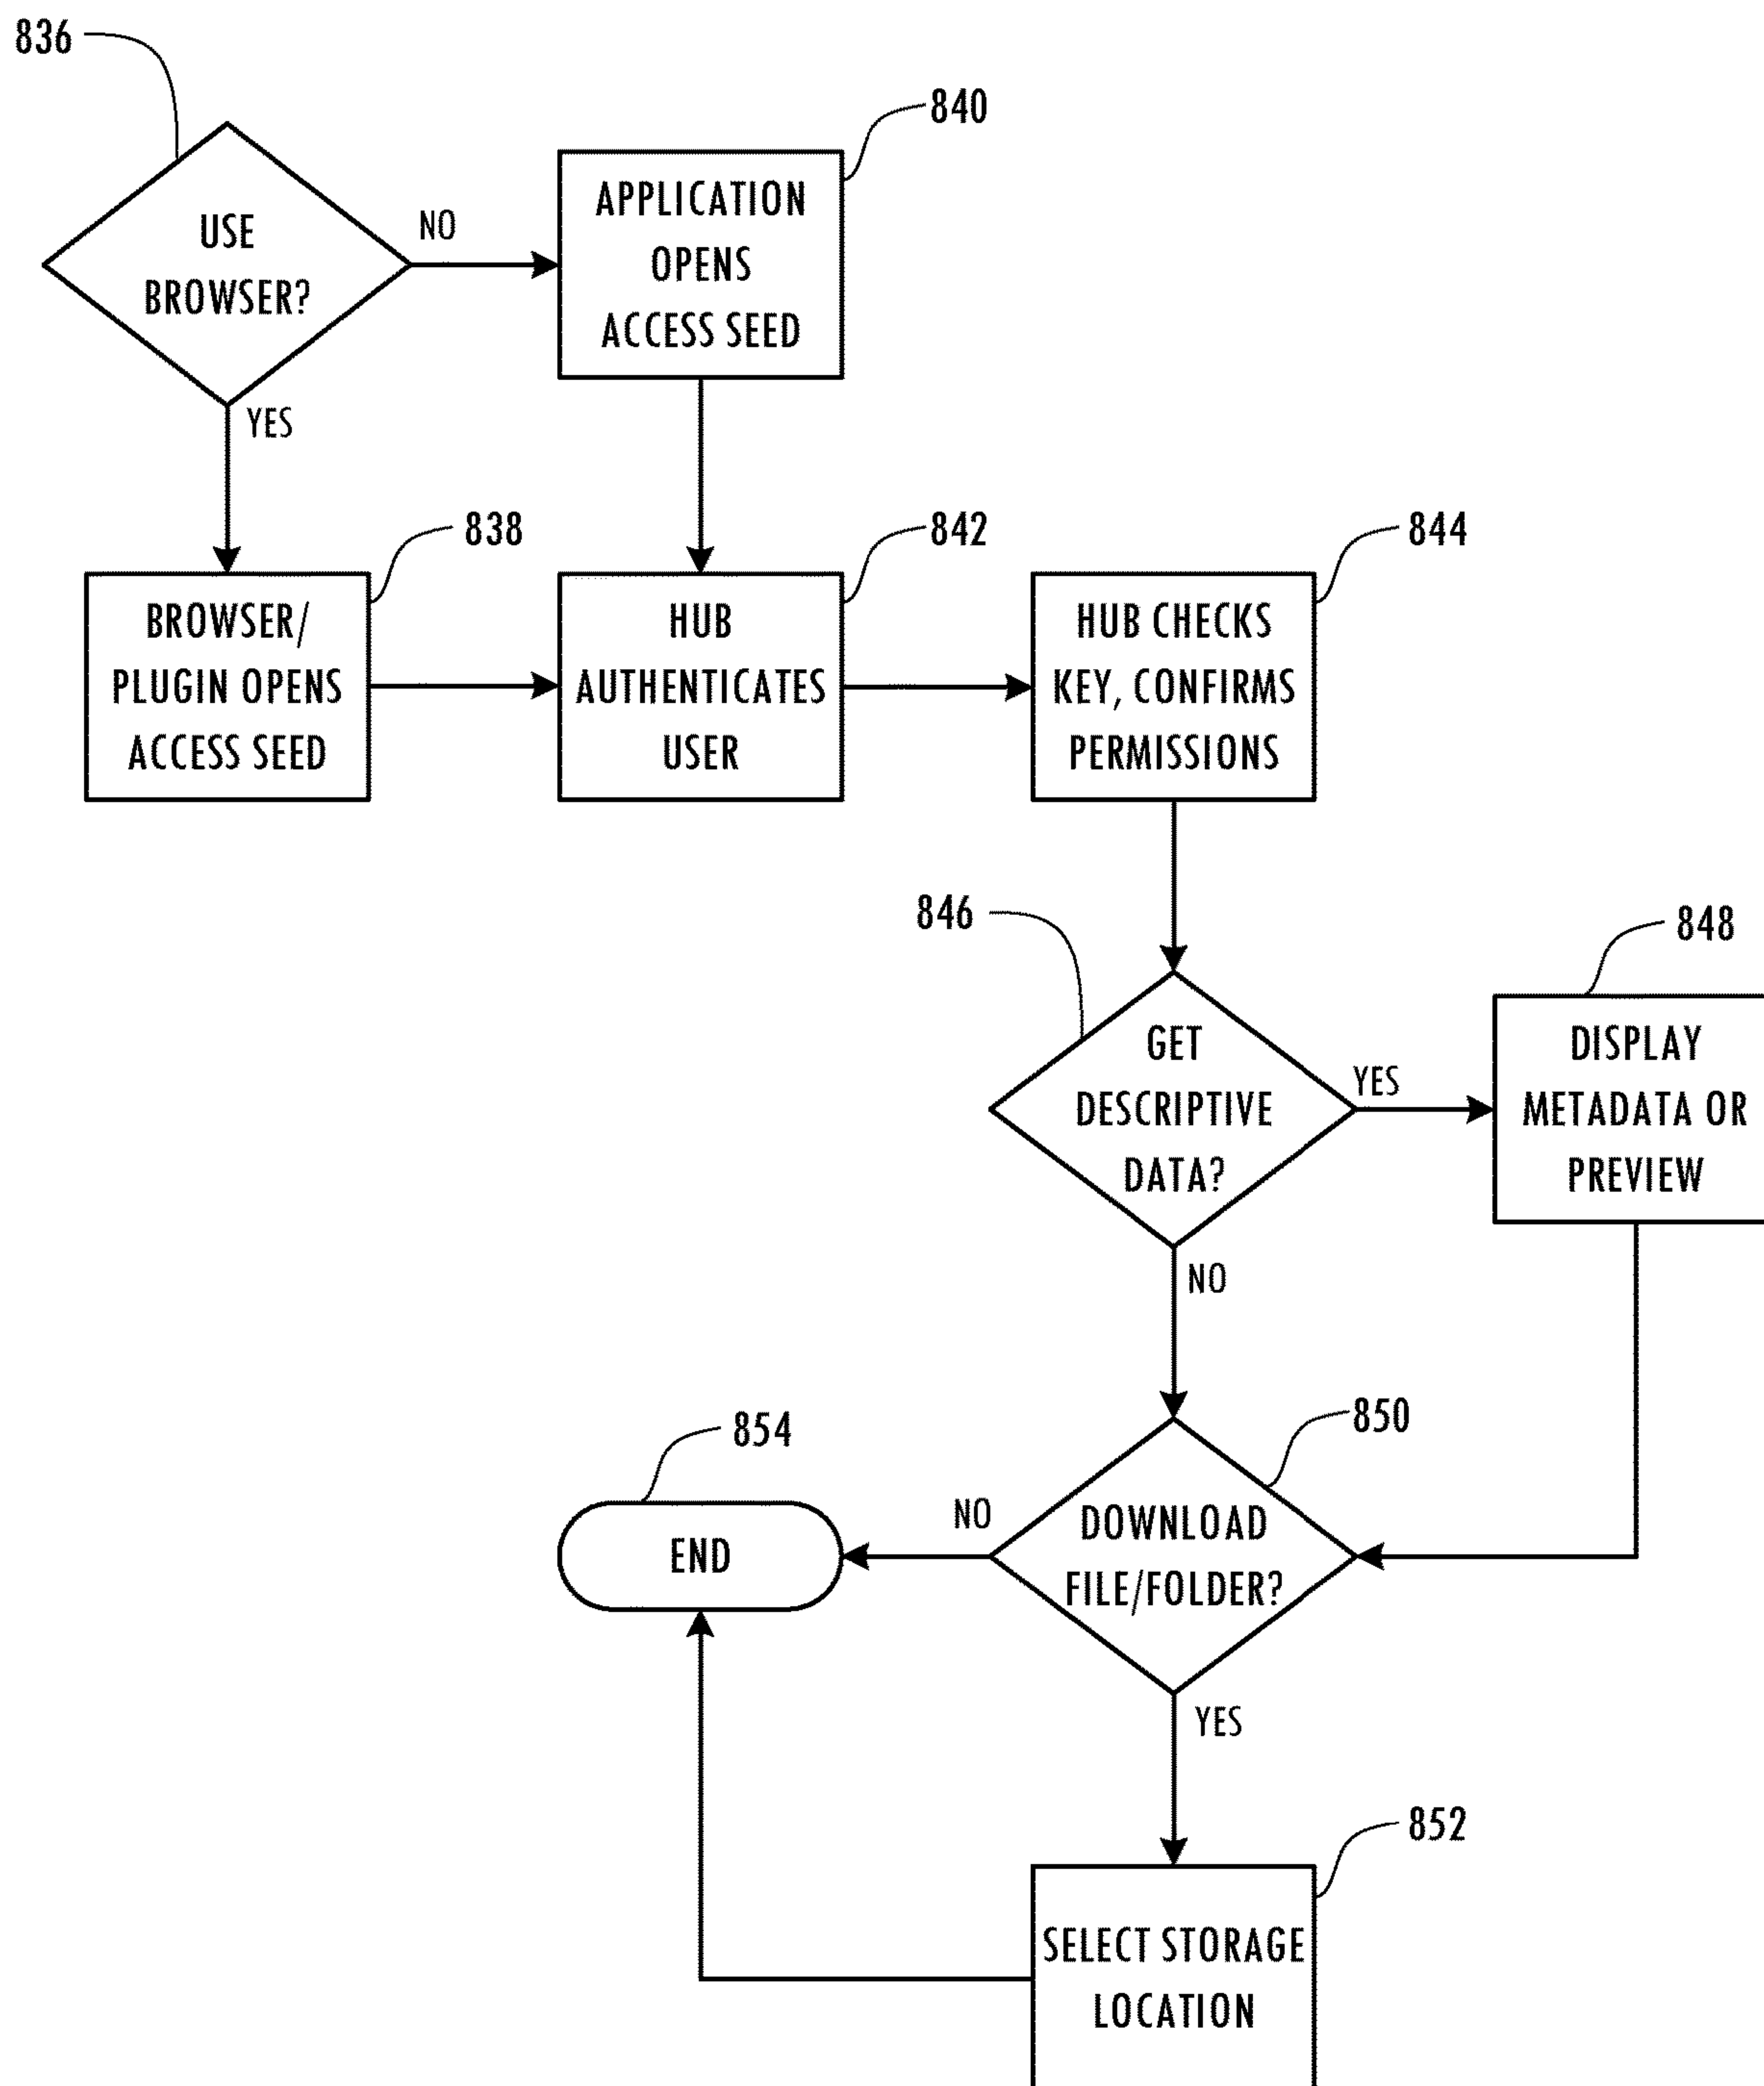 836
840
USE
BROWSER?
NO
APPLICATION
OPENS
ACCESS SEED
YES
838
842
844
BROWSER/
PLUGIN OPENS
ACCESS SEED
HUB
AUTHENTICATES
USER
HUB CHECKS
KEY, CONFIRMS
PERMISSIONS
846
848
GET
DESCRIPTIVE
DATA?
YES
DISPLAY
METADATA OR
PREVIEW
NO
854
850
END
NO
DOWNLOAD
FILE/FOLDER?
YES
852
SELECT STORAGE
LOCATION